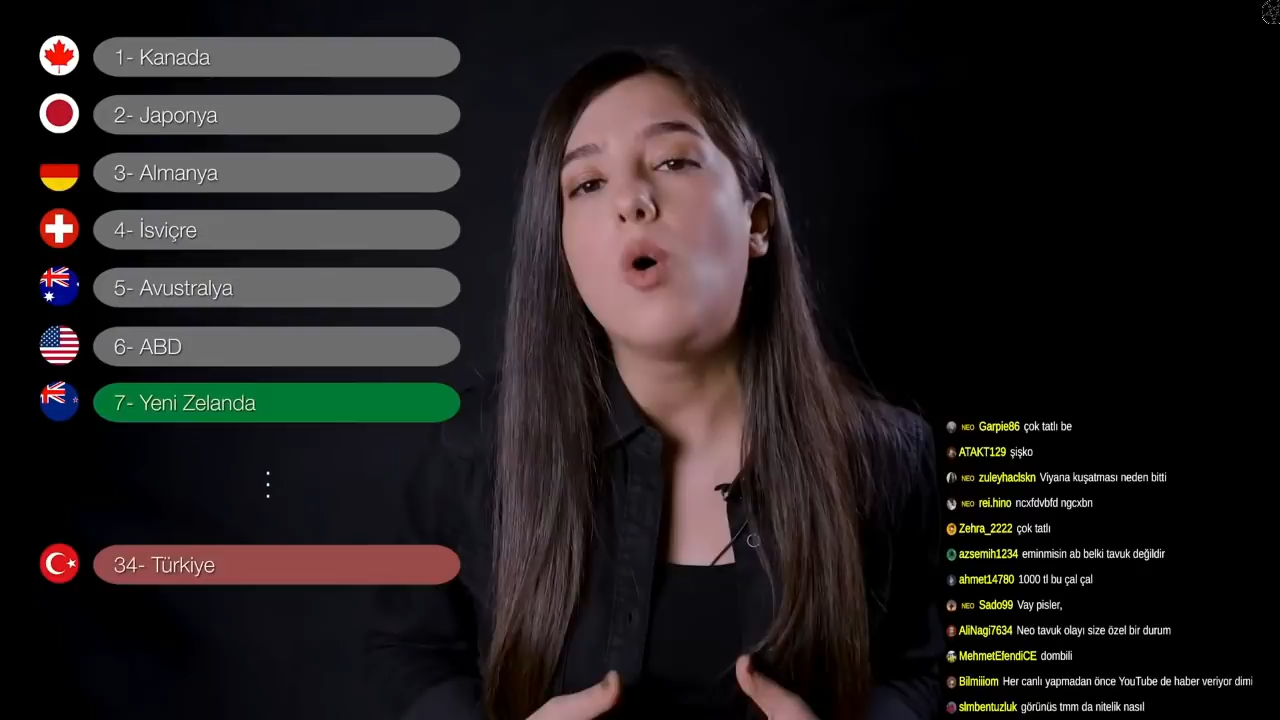 1- Kanada
2- Japonya
3- Almanya
4- İsviçre
5- Avustralya
6- ABD
7- Yeni Zelanda
34- Türkiye
NEO Garpie86 çok tatlı be
ATAKT129 şişko
NEO zuleyhaclskn Viyana kuşatması neden bitti
NEO rei.hino ncxfdvbfd ngcxbn
Zehra_2222 çok tatlı
azsemih1234 eminmisin ab belki tavuk değildir
ahmet14780 1000 tl bu çal çal
NEO Sado99 Vay pisler,
AliNagi7634 Neo tavuk olayı size özel bir durum
MehmetEfendiCE dombili
Bilmiiiom Her canlı yapmadan önce YouTube de haber veriyor dimi
slmbentuzluk görünüs tmm da nitelik nasıl